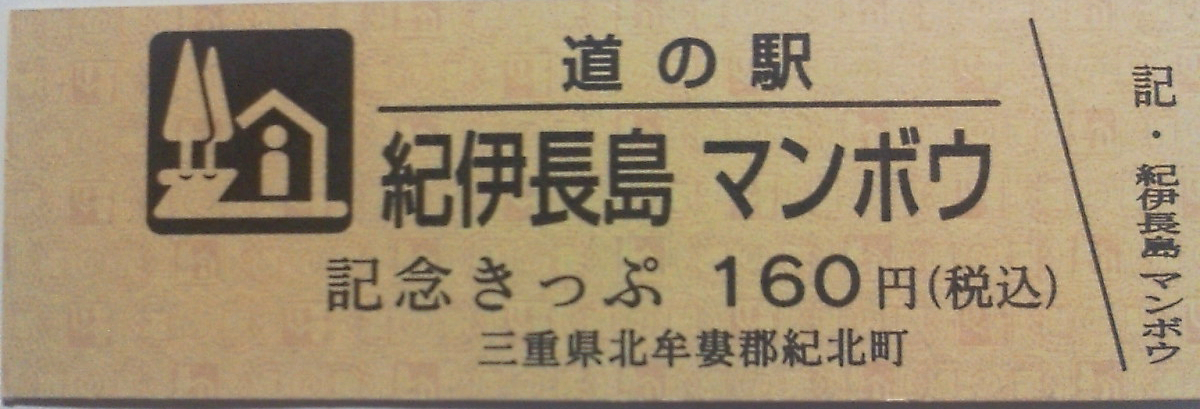 道の駅
紀伊長島 マンボウ
記念きっぷ 160円(税込)
三重県北牟婁郡紀北町
記・紀伊長島マンボウ